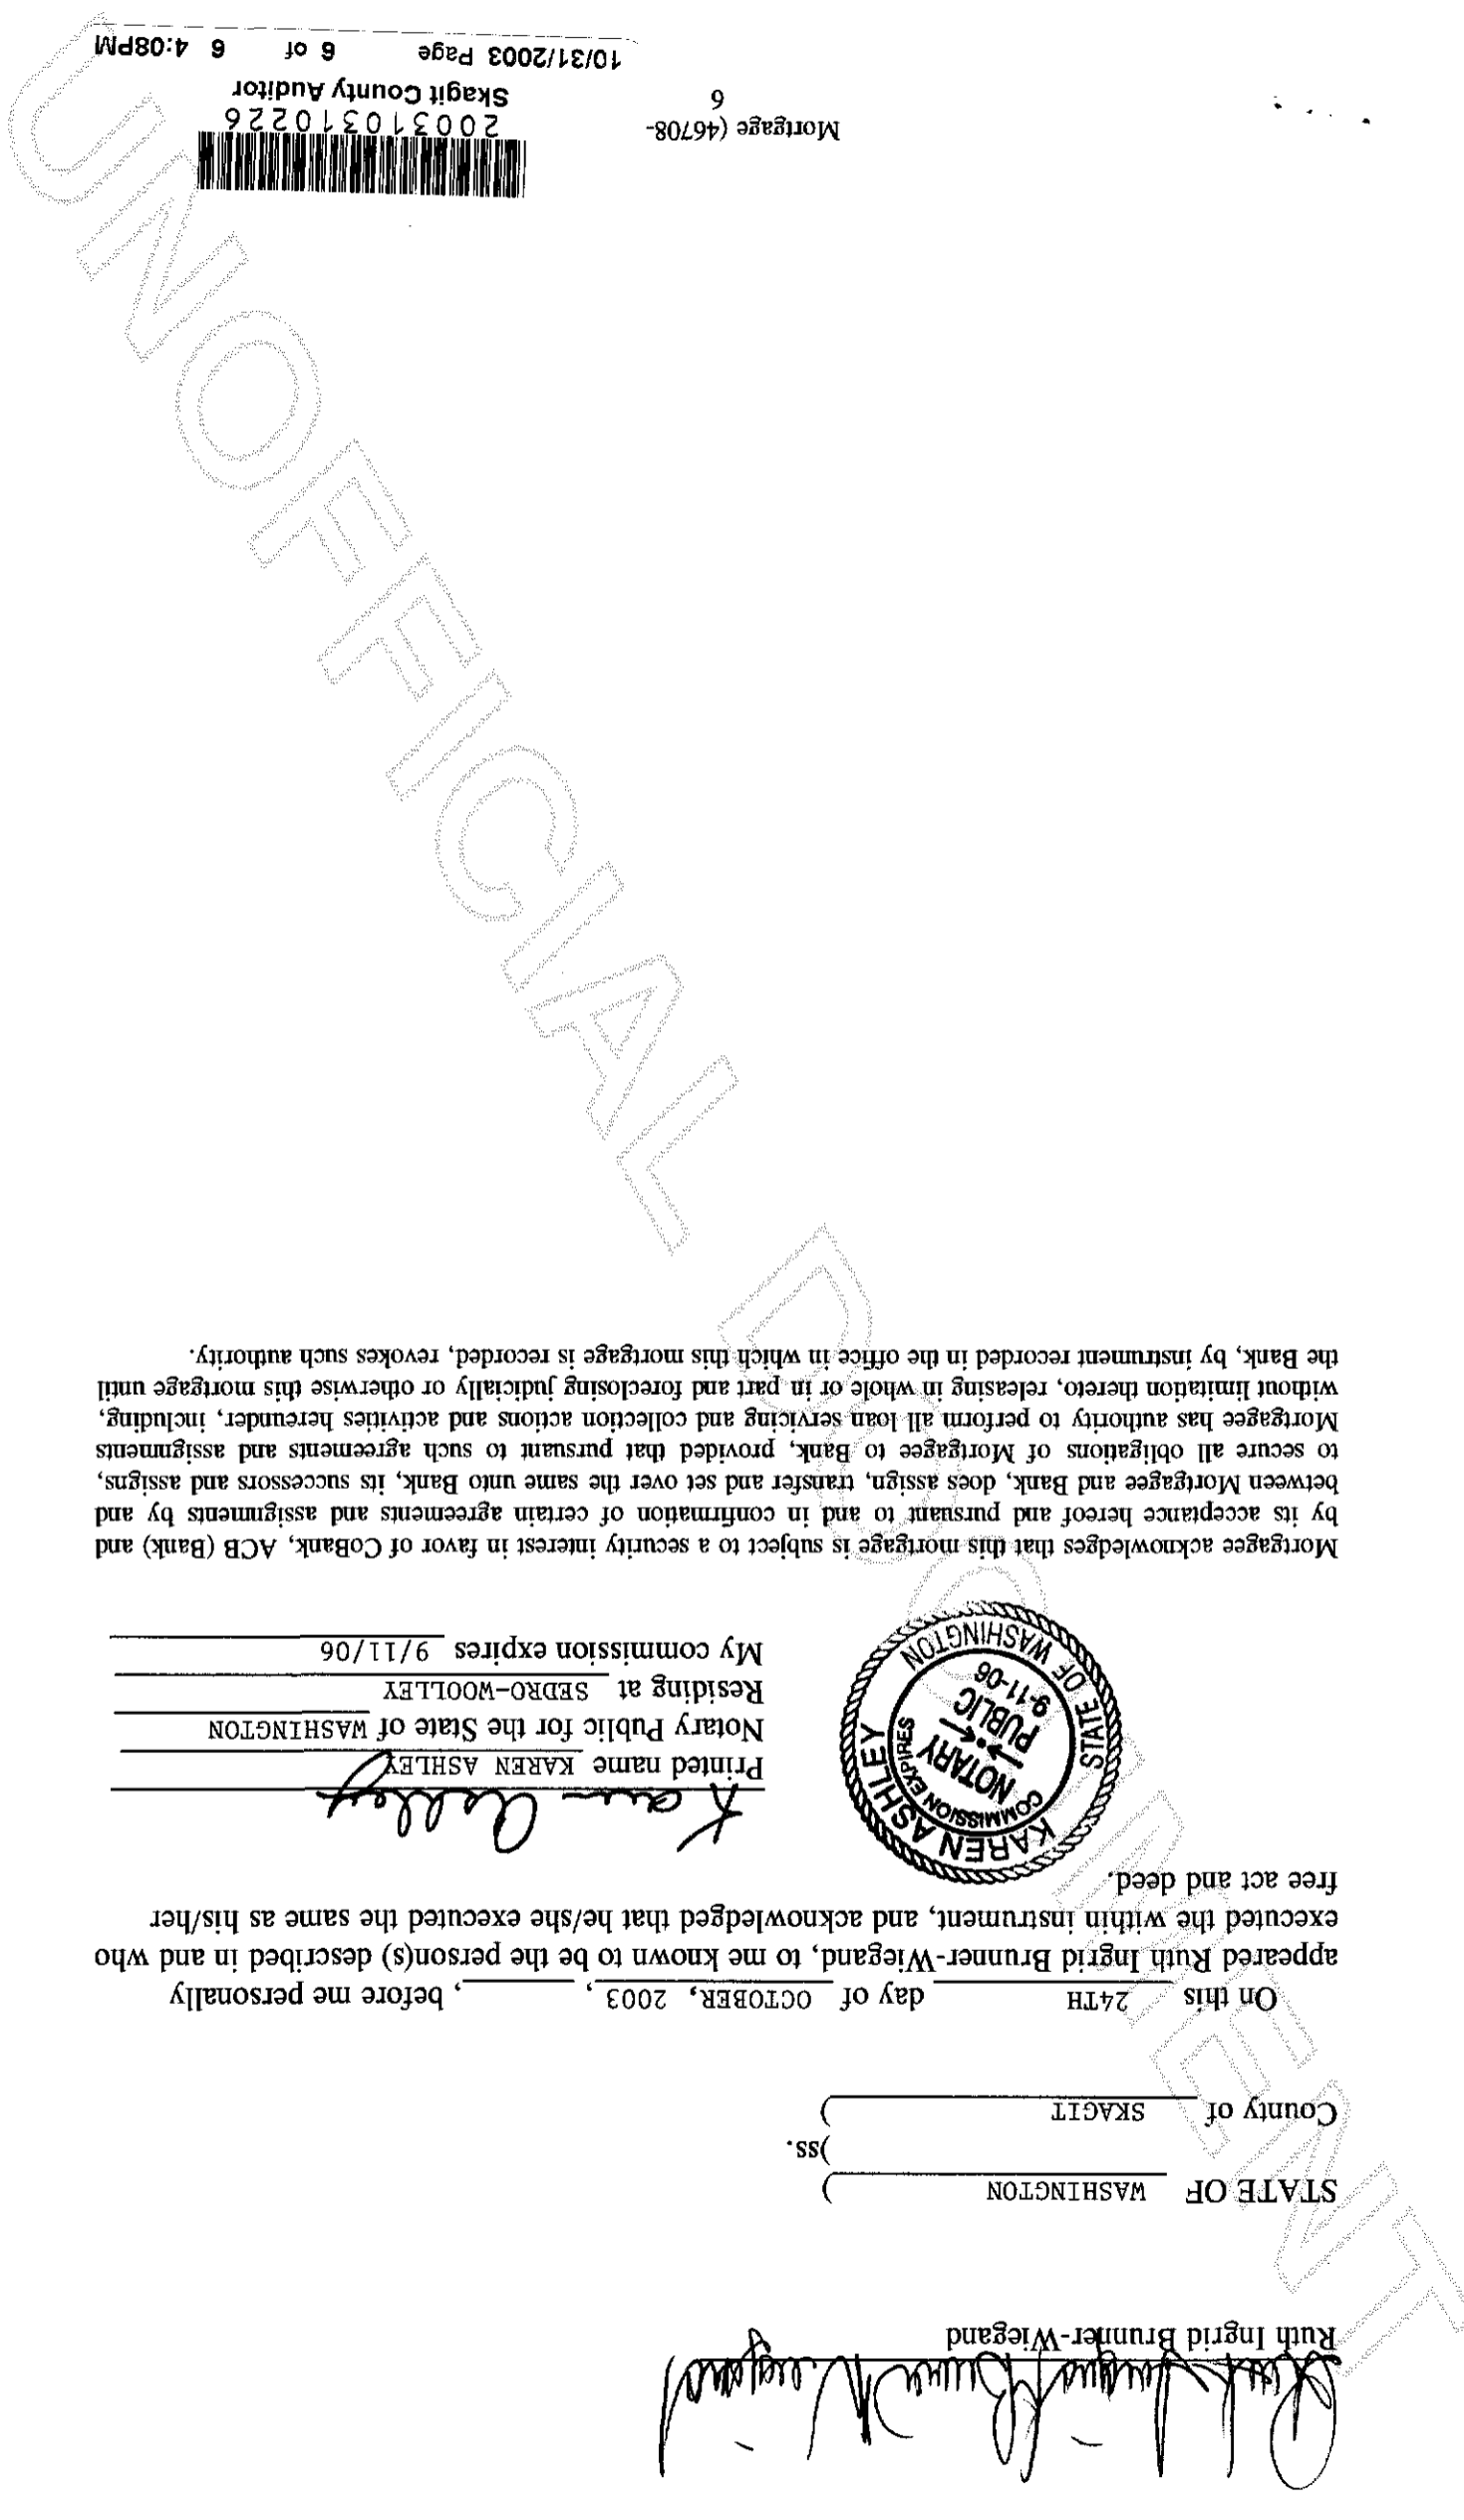 Ruth Ingrid Brunner-Wiegand
Ruth Ingrid Brunner-Wiegand
STATE OF WASHINGTON )
)ss.
County of SKAGIT )
On this 24TH day of OCTOBER, 2003, ______, before me personally
appeared Ruth Ingrid Brunner-Wiegand, to me known to be the person(s) described in and who
executed the within instrument, and acknowledged that he/she executed the same as his/her
free act and deed.
KAREN ASHLEY
COMMISSION EXPIRES
NOTARY
PUBLIC
9-11-06
STATE OF WASHINGTON
Karen Ashley
Printed name KAREN ASHLEY
Notary Public for the State of WASHINGTON
Residing at SEDRO-WOOLLEY
My commission expires 9/11/06
Mortgagee acknowledges that this mortgage is subject to a security interest in favor of CoBank, ACB (Bank) and
by its acceptance hereof and pursuant to and in confirmation of certain agreements and assignments by and
between Mortgagee and Bank, does assign, transfer and set over the same unto Bank, its successors and assigns,
to secure all obligations of Mortgagee to Bank, provided that pursuant to such agreements and assignments
Mortgagee has authority to perform all loan servicing and collection actions and activities hereunder, including,
without limitation thereto, releasing in whole or in part and foreclosing judicially or otherwise this mortgage until
the Bank, by instrument recorded in the office in which this mortgage is recorded, revokes such authority.
Mortgage (46708-
6
200310310226
Skagit County Auditor
10/31/2003 Page 6 of 6 4:08PM
UNOFFICIAL DOCUMENT